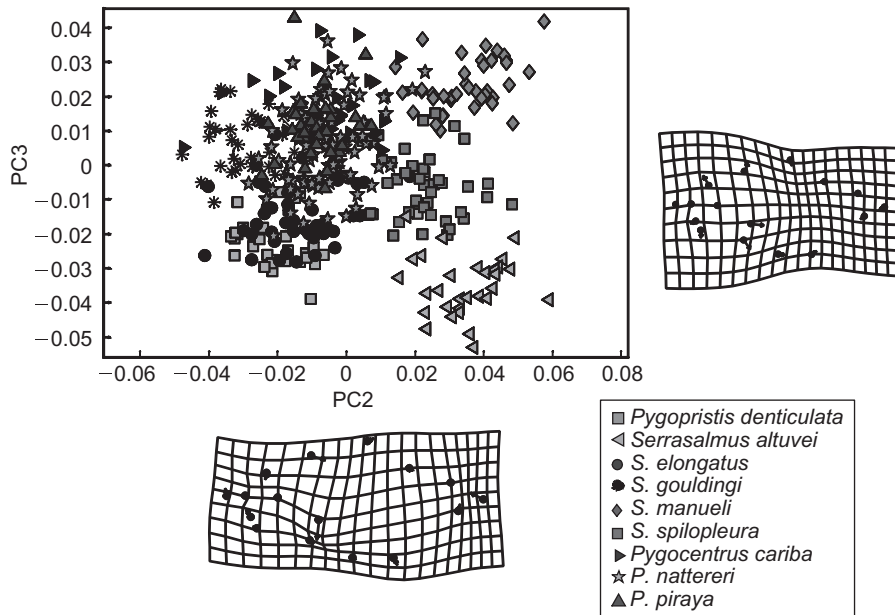 0.04
0.03
0.02
0.01
0
−0.01
−0.02
−0.03
−0.04
−0.05
PC3
−0.06 −0.04 −0.02 0 0.02 0.04 0.06 0.08
PC2
Pygopristis denticulata
Serrasalmus altuvei
S. elongatus
S. gouldingi
S. manueli
S. spilopleura
Pygocentrus cariba
P. nattereri
P. piraya